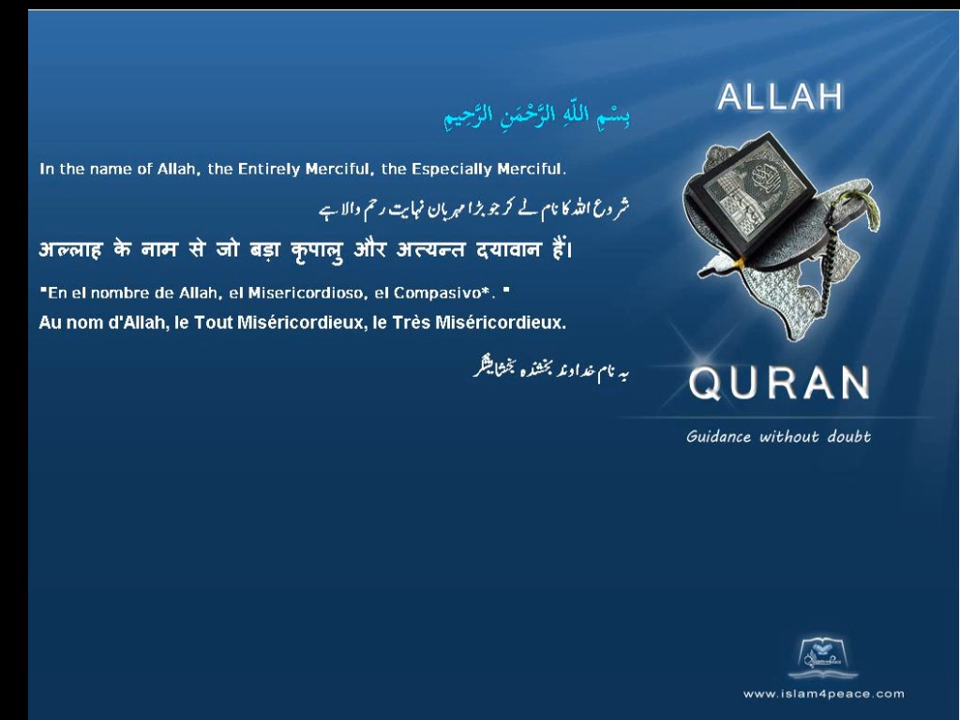 بِسْمِ اللَّهِ الرَّحْمَنِ الرَّحِيمِ
In the name of Allah, the Entirely Merciful, the Especially Merciful.
شروع الله کا نام لے کر جو بڑا مہربان نہایت رحم والا ہے
अल्लाह के नाम से जो बड़ा कृपालु और अत्यन्त दयावान हैं।
"En el nombre de Allah, el Misericordioso, el Compasivo*. "
Au nom d'Allah, le Tout Miséricordieux, le Très Miséricordieux.
به نام خداوند بخشنده بخشایشگر
ALLAH
QURAN
Guidance without doubt
www.islam4peace.com